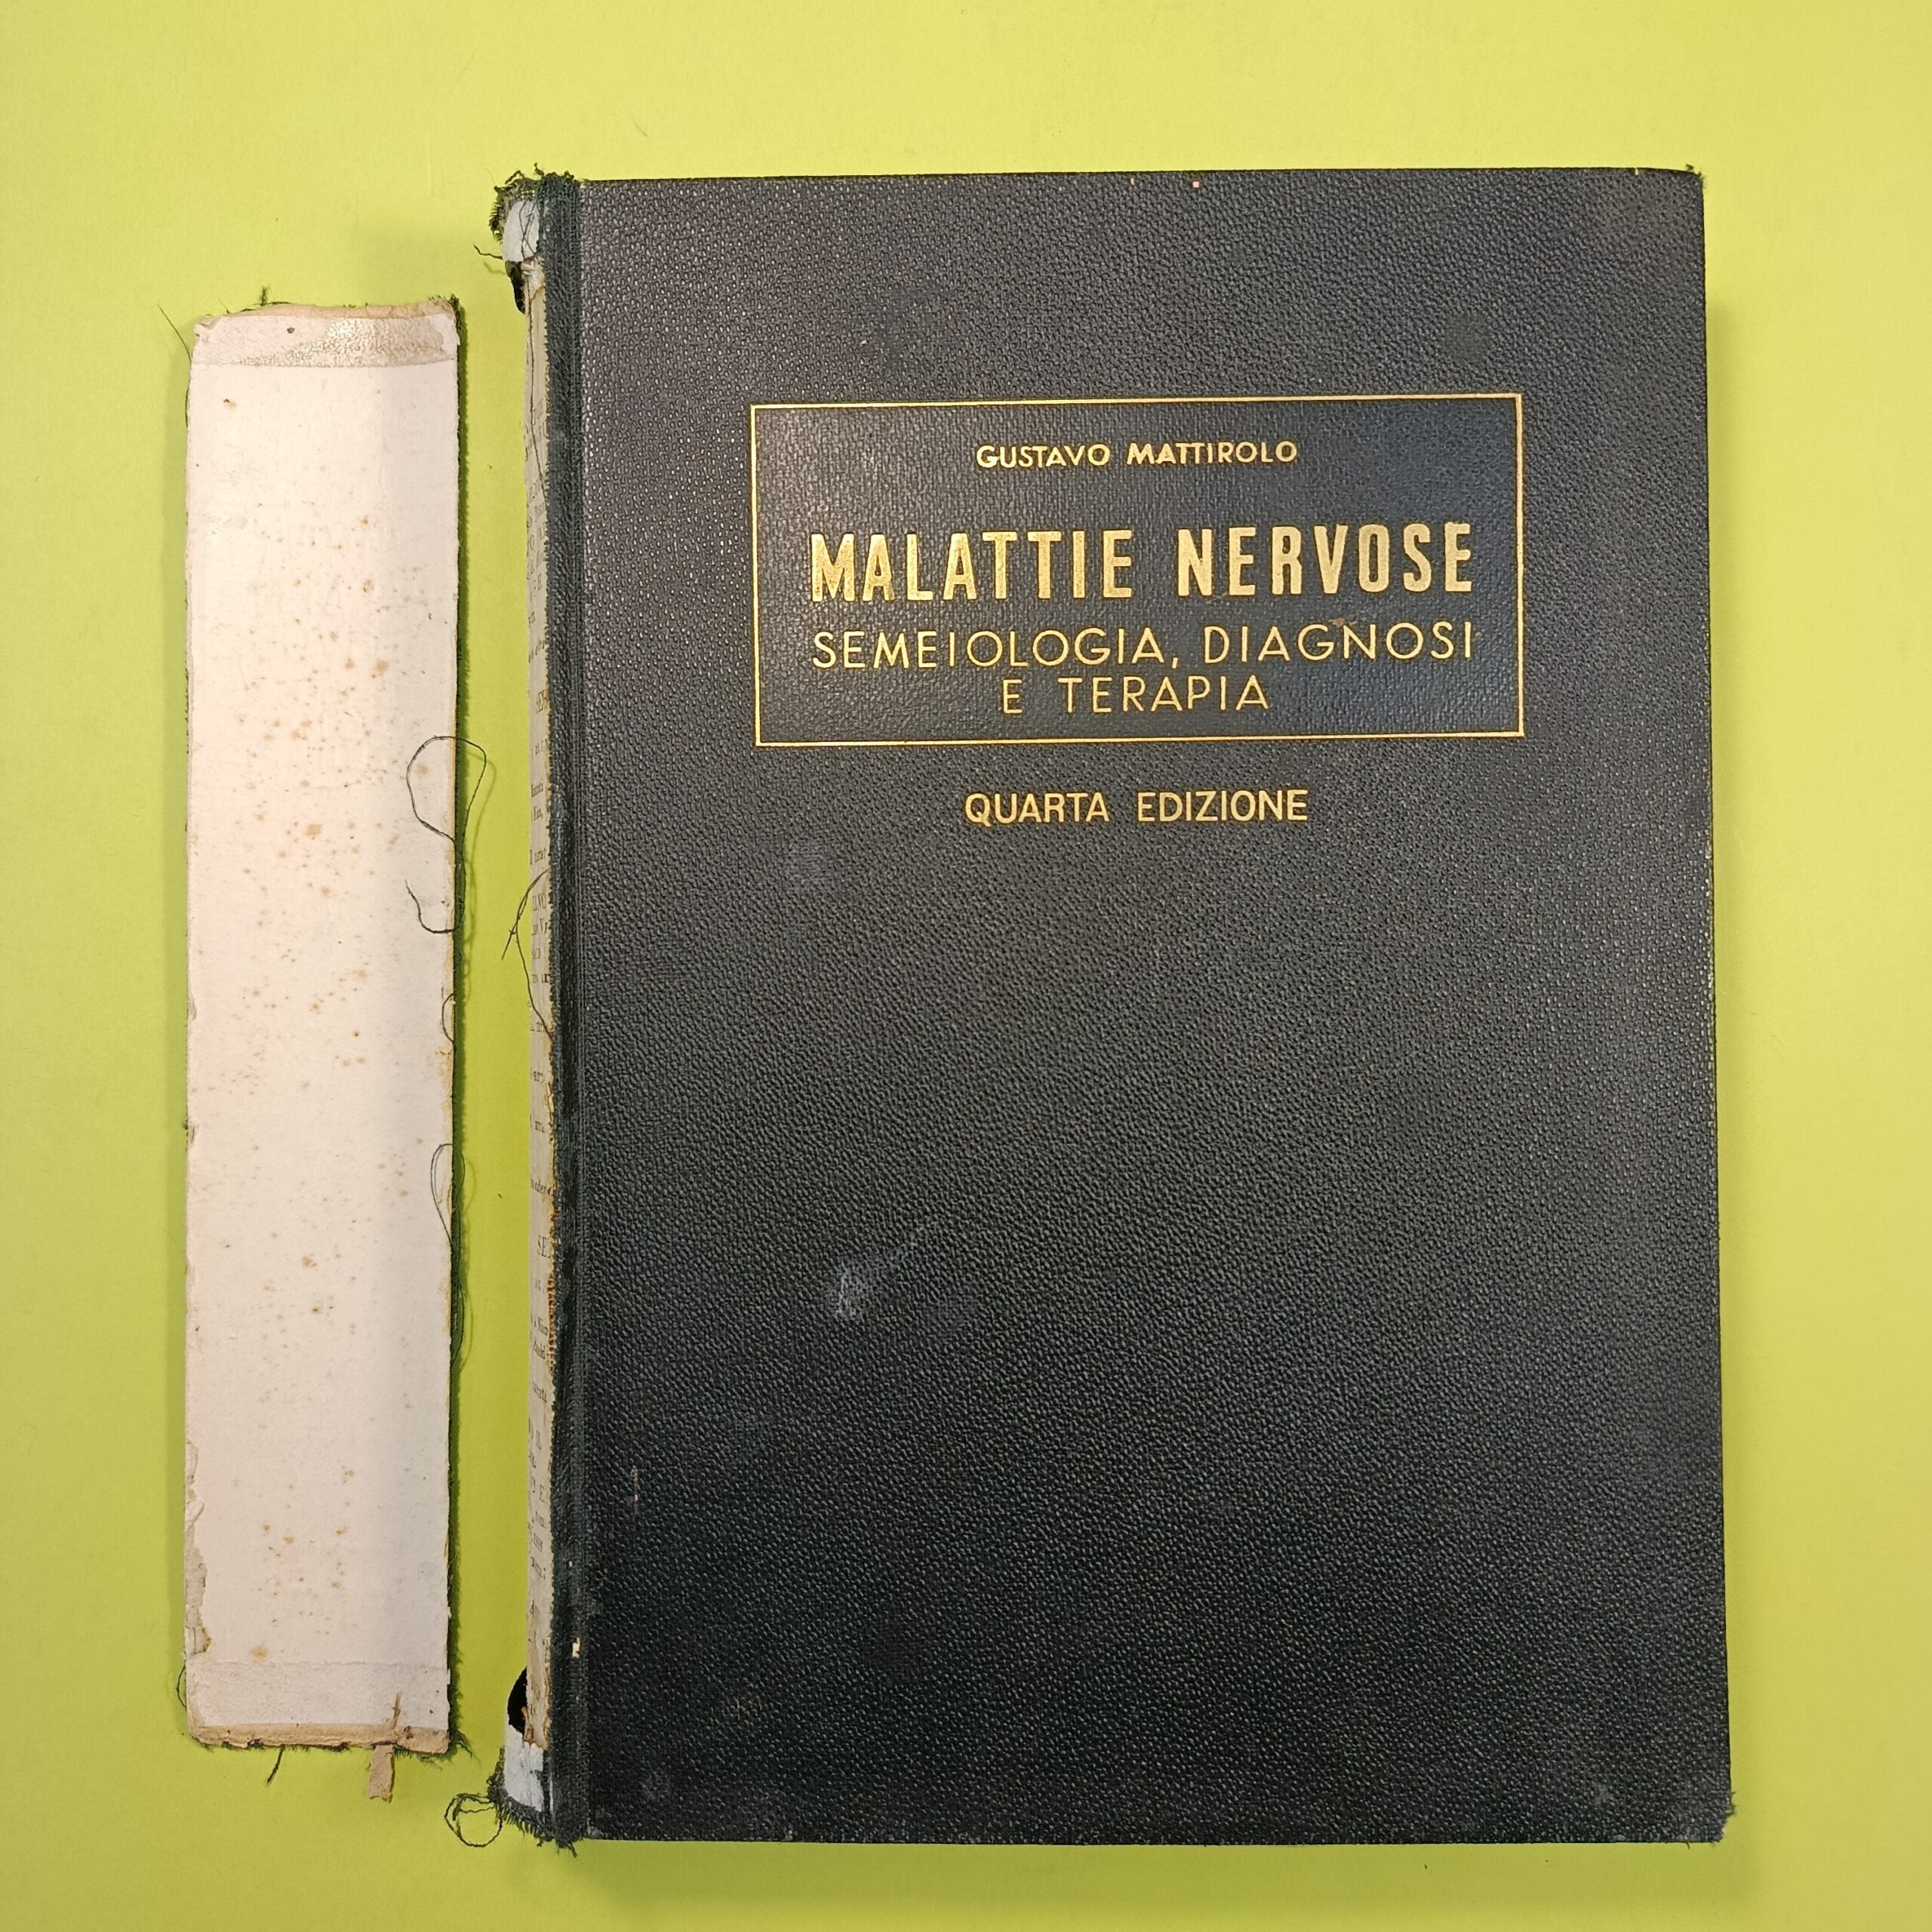 GUSTAVO MATTIROLO
MALATTIE NERVOSE
SEMEIOLOGIA, DIAGNOSI
E TERAPIA
QUARTA EDIZIONE